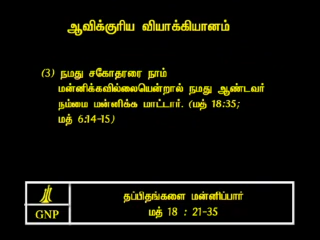 ஆவிக்குரிய வியாக்கியானம்
(3) நமது சகோதரரை நாம்
மன்னிக்கவில்லையென்றால் நமது ஆண்டவர்
நம்மை மன்னிக்க மாட்டார். (மத் 18:35;
மத் 6:14-15)
தப்பிதங்களை மன்னிப்பார்
GNP
மத் 18 : 21-35